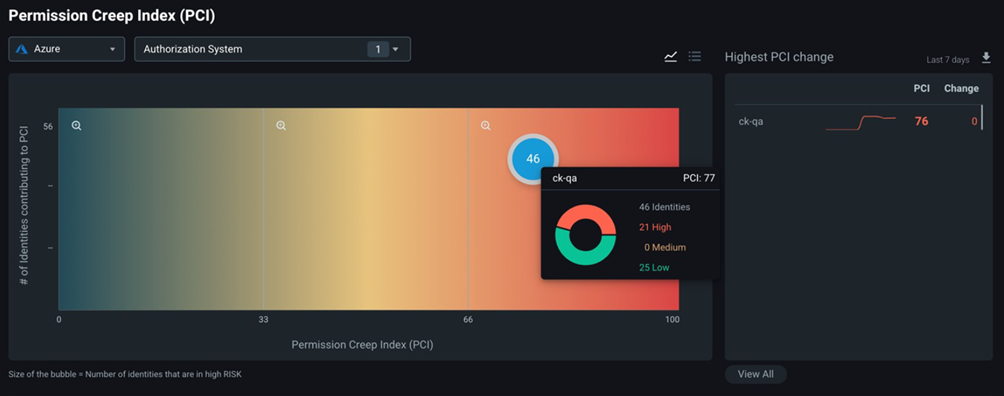 Permission Creep Index (PCI)
Azure
Authorization System 1
Highest PCI change
Last 7 days
PCI Change
ck-qa 76 0
# of Identities contributing to PCI
56
46
ck-qa PCI: 77
46 Identities
21 High
0 Medium
25 Low
0 33 66 100
Permission Creep Index (PCI)
Size of the bubble = Number of identities that are in high RISK
View All